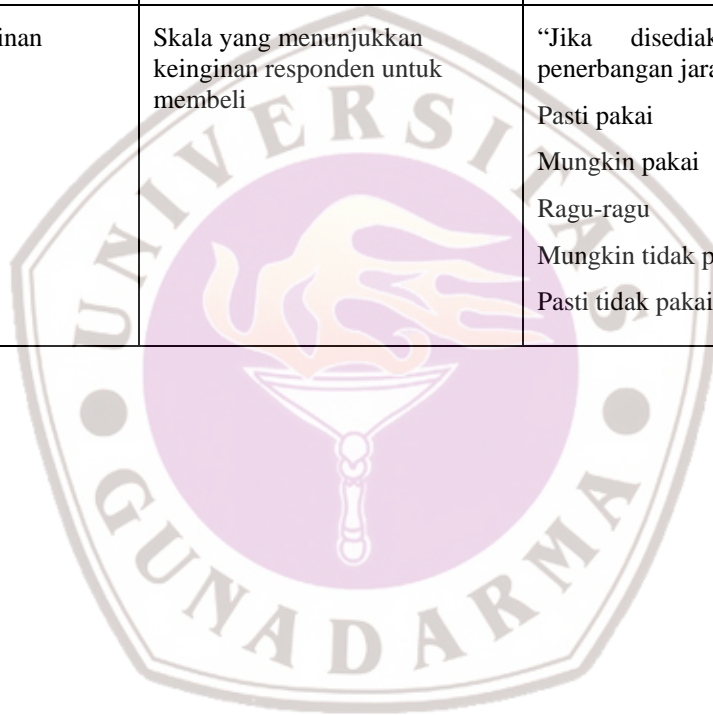 inan
Skala yang menunjukkan
keinginan responden untuk
membeli
“Jika disediak
penerbangan jara
Pasti pakai
Mungkin pakai
Ragu-ragu
Mungkin tidak p
Pasti tidak pakai
UNIVERSITAS
GUNADARMA